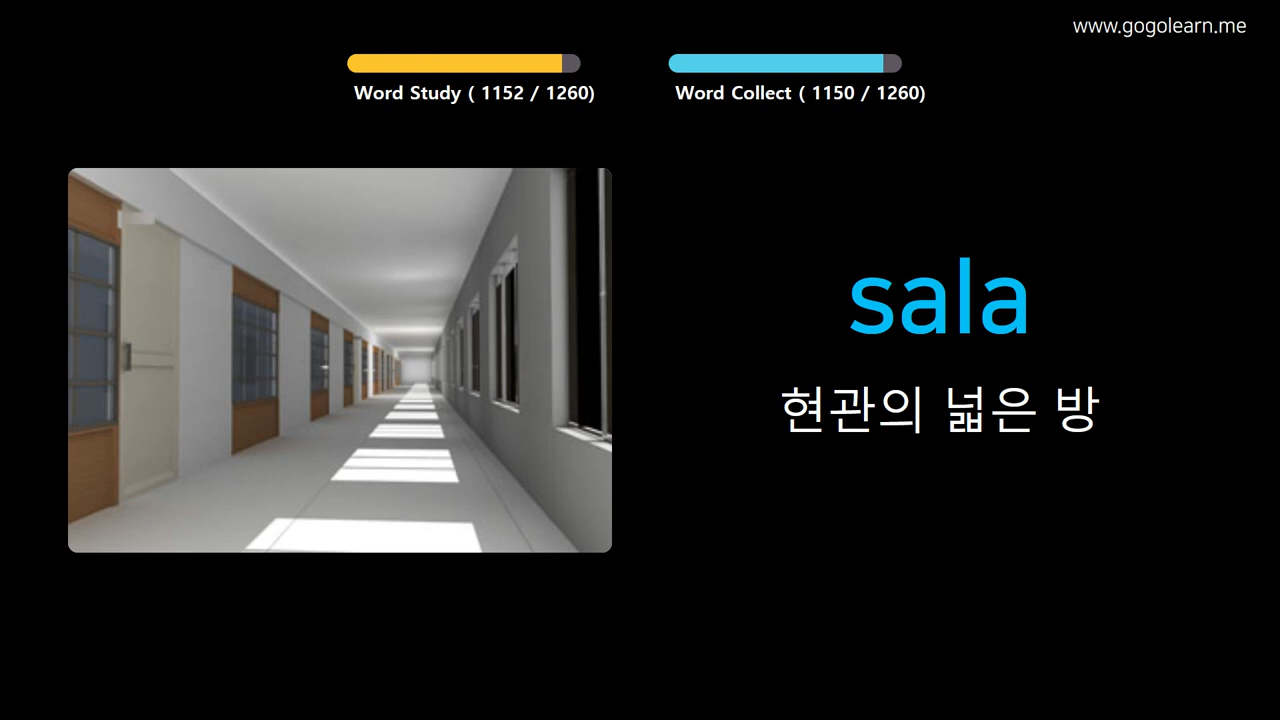 www.gogolearn.me
Word Study ( 1152 / 1260)
Word Collect ( 1150 / 1260)
sala
현관의 넓은 방